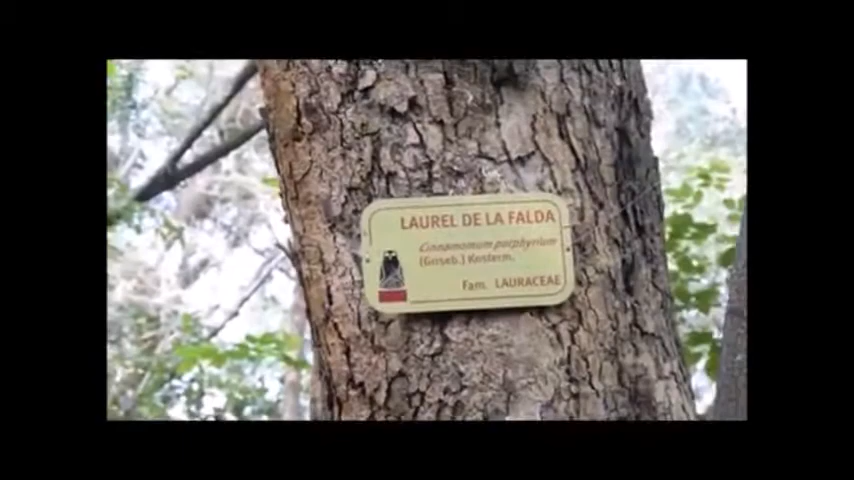 LAUREL DE LA FALDA
Cinnamomum porphyrium
(Griseb.) Kosterm.
Fam. LAURACEAE